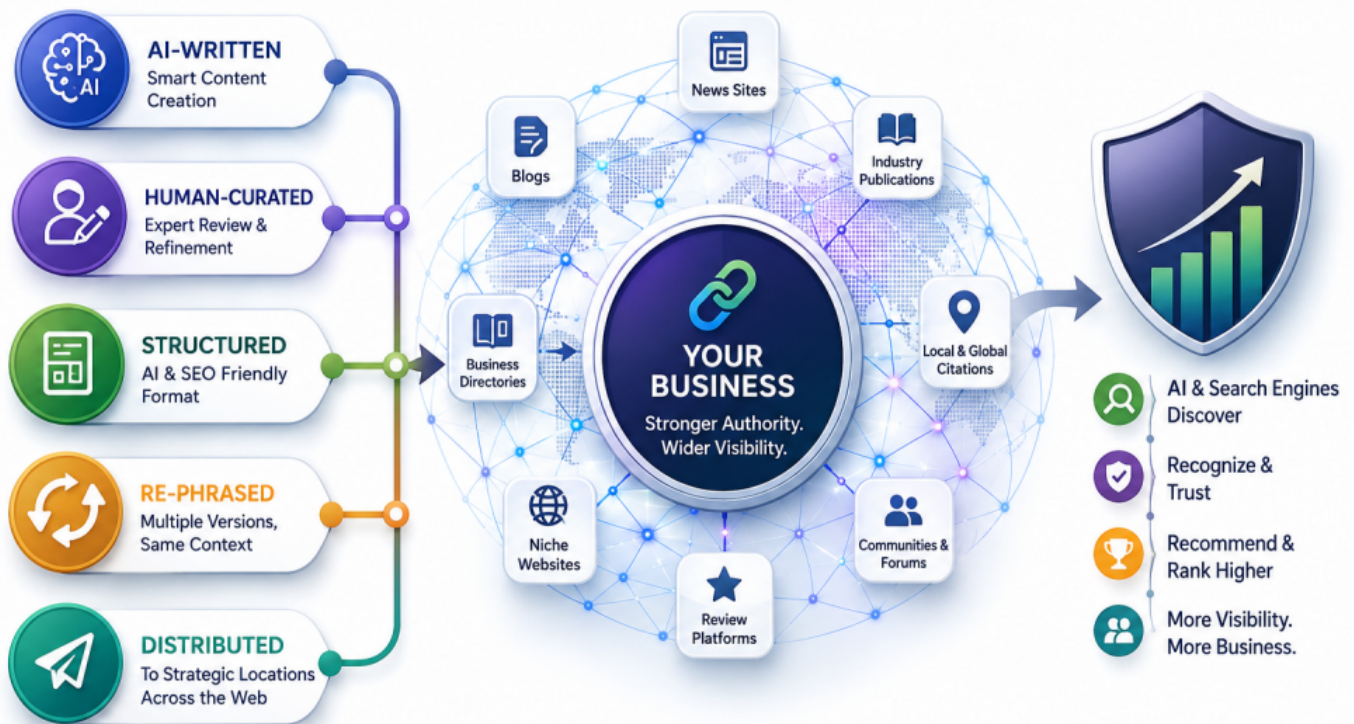 AI
AI-WRITTEN
Smart Content
Creation
HUMAN-CURATED
Expert Review &
Refinement
STRUCTURED
AI & SEO Friendly
Format
RE-PHRASED
Multiple Versions,
Same Context
DISTRIBUTED
To Strategic Locations
Across the Web
News Sites
Blogs
Industry
Publications
Business
Directories
YOUR
BUSINESS
Stronger Authority.
Wider Visibility.
Local & Global
Citations
Niche
Websites
Communities &
Forums
Review
Platforms
AI & Search Engines
Discover
Recognize &
Trust
Recommend &
Rank Higher
More Visibility.
More Business.